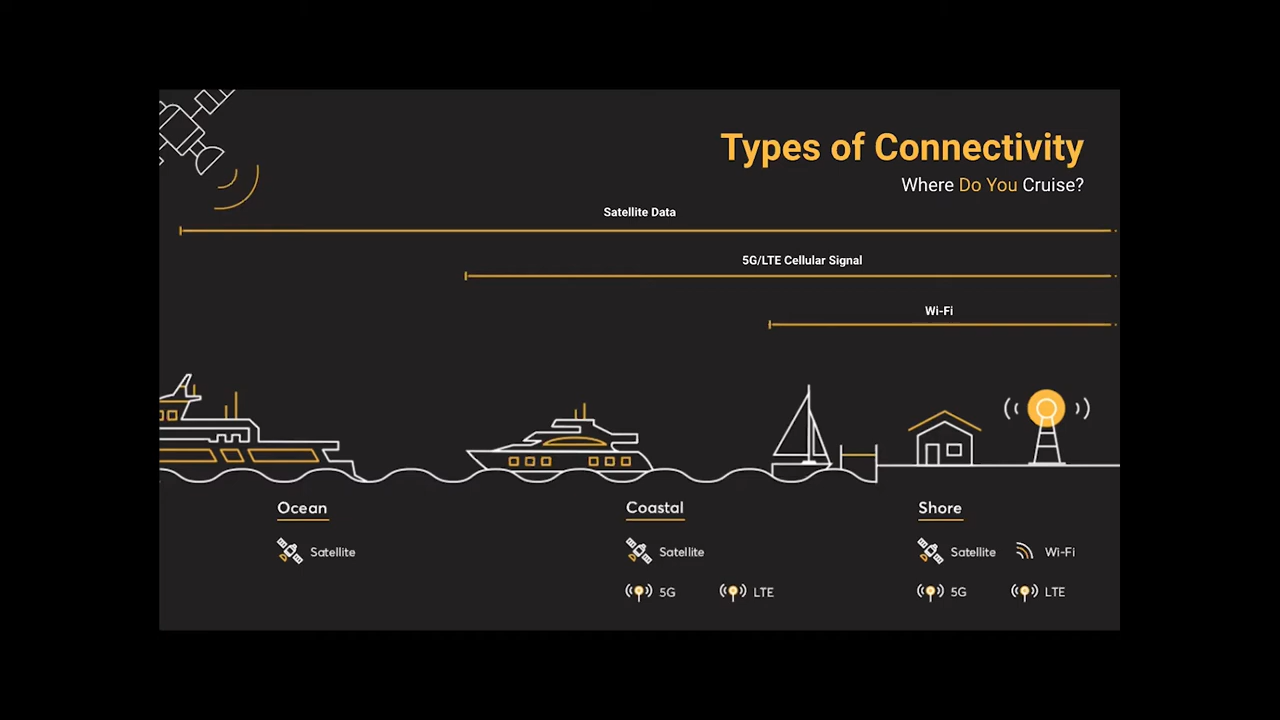 Types of Connectivity
Where Do You Cruise?
Satellite Data
5G/LTE Cellular Signal
Wi-Fi
Ocean
Satellite
Coastal
Satellite
5G LTE
Shore
Satellite Wi-Fi
5G LTE